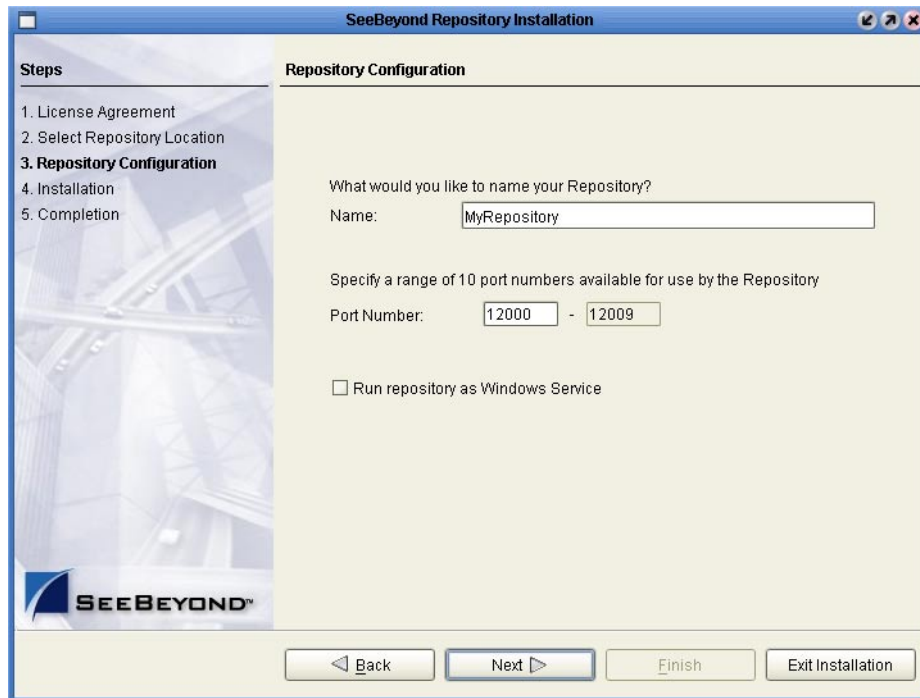 SeeBeyond Repository Installation
Steps
1. License Agreement
2. Select Repository Location
3. Repository Configuration
4. Installation
5. Completion
Repository Configuration
What would you like to name your Repository?
Name: MyRepository
Specify a range of 10 port numbers available for use by the Repository
Port Number: 12000 - 12009
Run repository as Windows Service
SEEBEYOND™
Back Next Finish Exit Installation